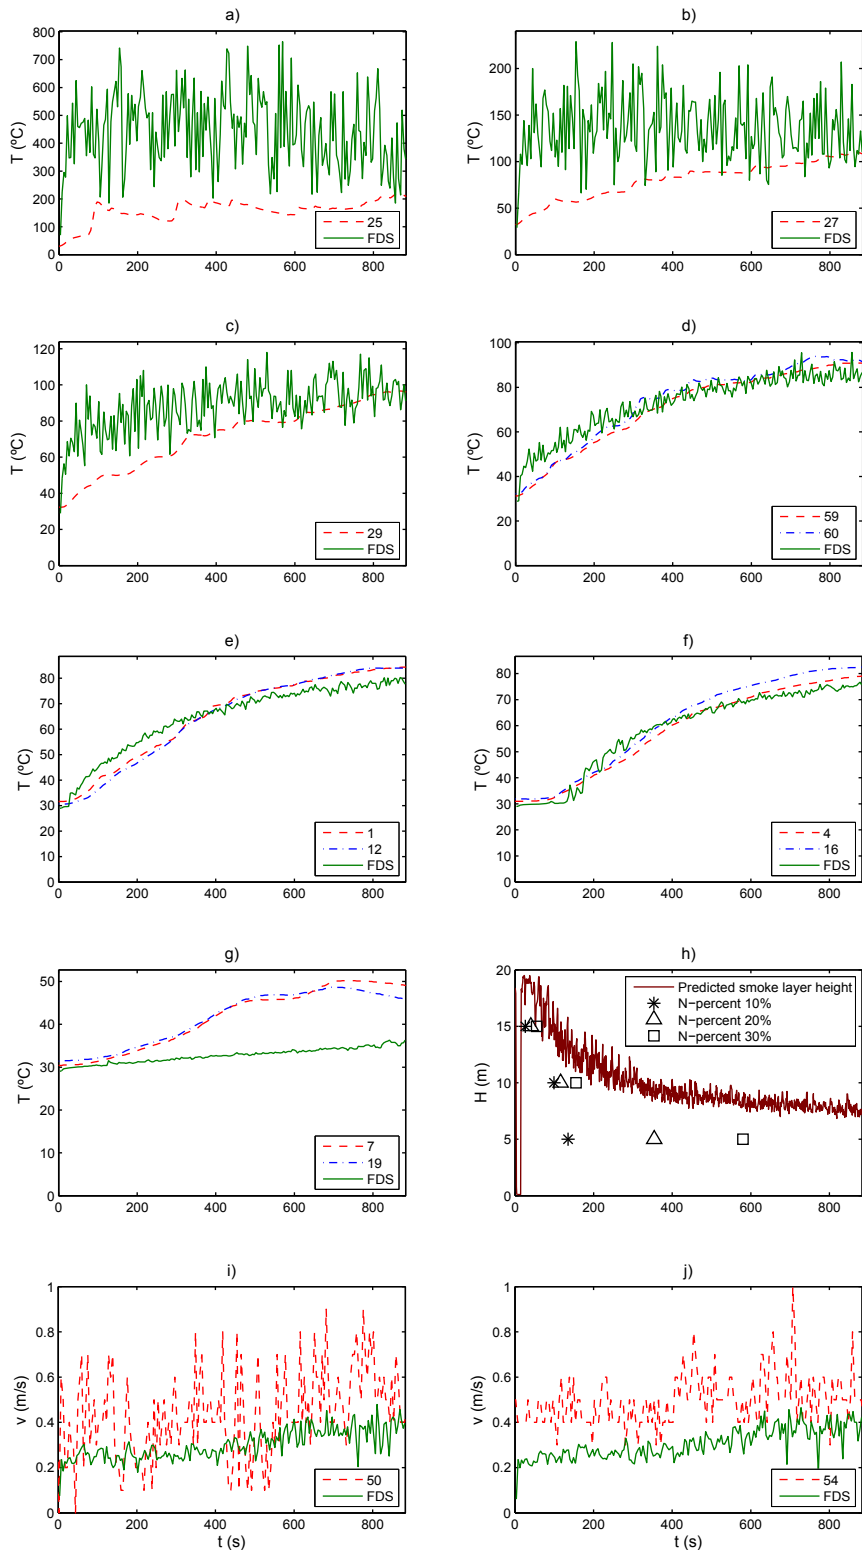 a)
800
700
600
500
400
300
200
100
0
T (ºC)
0 200 400 600 800
25
FDS
b)
200
150
100
50
0
T (ºC)
0 200 400 600 800
27
FDS
c)
120
100
80
60
40
20
0
T (ºC)
0 200 400 600 800
29
FDS
d)
100
80
60
40
20
0
T (ºC)
0 200 400 600 800
59
60
FDS
e)
80
70
60
50
40
30
20
10
0
T (ºC)
0 200 400 600 800
1
12
FDS
f)
80
70
60
50
40
30
20
10
0
T (ºC)
0 200 400 600 800
4
16
FDS
g)
50
40
30
20
10
0
T (ºC)
0 200 400 600 800
7
19
FDS
h)
20
15
10
5
0
H (m)
0 200 400 600 800
Predicted smoke layer height
N−percent 10%
N−percent 20%
N−percent 30%
i)
1
0.8
0.6
0.4
0.2
0
v (m/s)
0 200 400 600 800
t (s)
50
FDS
j)
1
0.8
0.6
0.4
0.2
0
v (m/s)
0 200 400 600 800
t (s)
54
FDS